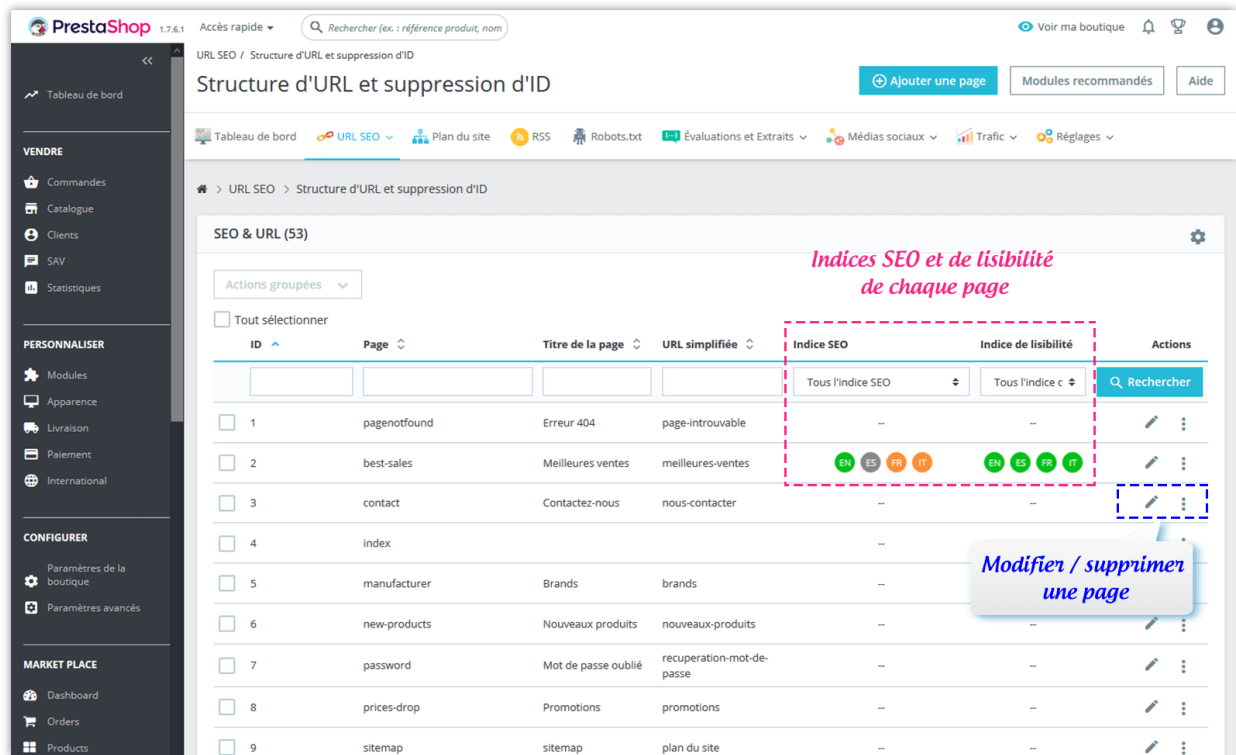 PrestaShop 1.7.6.1 Accès rapide Rechercher (ex. : référence produit, nom Voir ma boutique
URL SEO / Structure d'URL et suppression d'ID
Structure d'URL et suppression d'ID
Ajouter une page
Modules recommandés
Aide
Tableau de bord URL SEO Plan du site RSS Robots.txt Évaluations et Extraits Médias sociaux Trafic Réglages
> URL SEO > Structure d'URL et suppression d'ID
Tableau de bord
VENDRE
Commandes
Catalogue
Clients
SAV
Statistiques
PERSONNALISER
Modules
Apparence
Livraison
Paiement
International
CONFIGURER
Paramètres de la
boutique
Paramètres avancés
MARKET PLACE
Dashboard
Orders
Products
SEO & URL (53)
Indices SEO et de lisibilité
de chaque page
Actions groupées
Tout sélectionner
ID Page Titre de la page URL simplifiée Indice SEO Indice de lisibilité Actions
Tous l'indice SEO Tous l'indice c Rechercher
1 pagenotfound Erreur 404 page-introuvable -- --
2 best-sales Meilleures ventes meilleures-ventes EN ES FR IT EN ES FR IT
3 contact Contactez-nous nous-contacter -- --
4 index --
5 manufacturer Brands brands --
Modifier / supprimer
une page
6 new-products Nouveaux produits nouveaux-produits -- --
7 password Mot de passe oublié recuperation-mot-de-
passe -- --
8 prices-drop Promotions promotions -- --
9 sitemap sitemap plan du site -- --